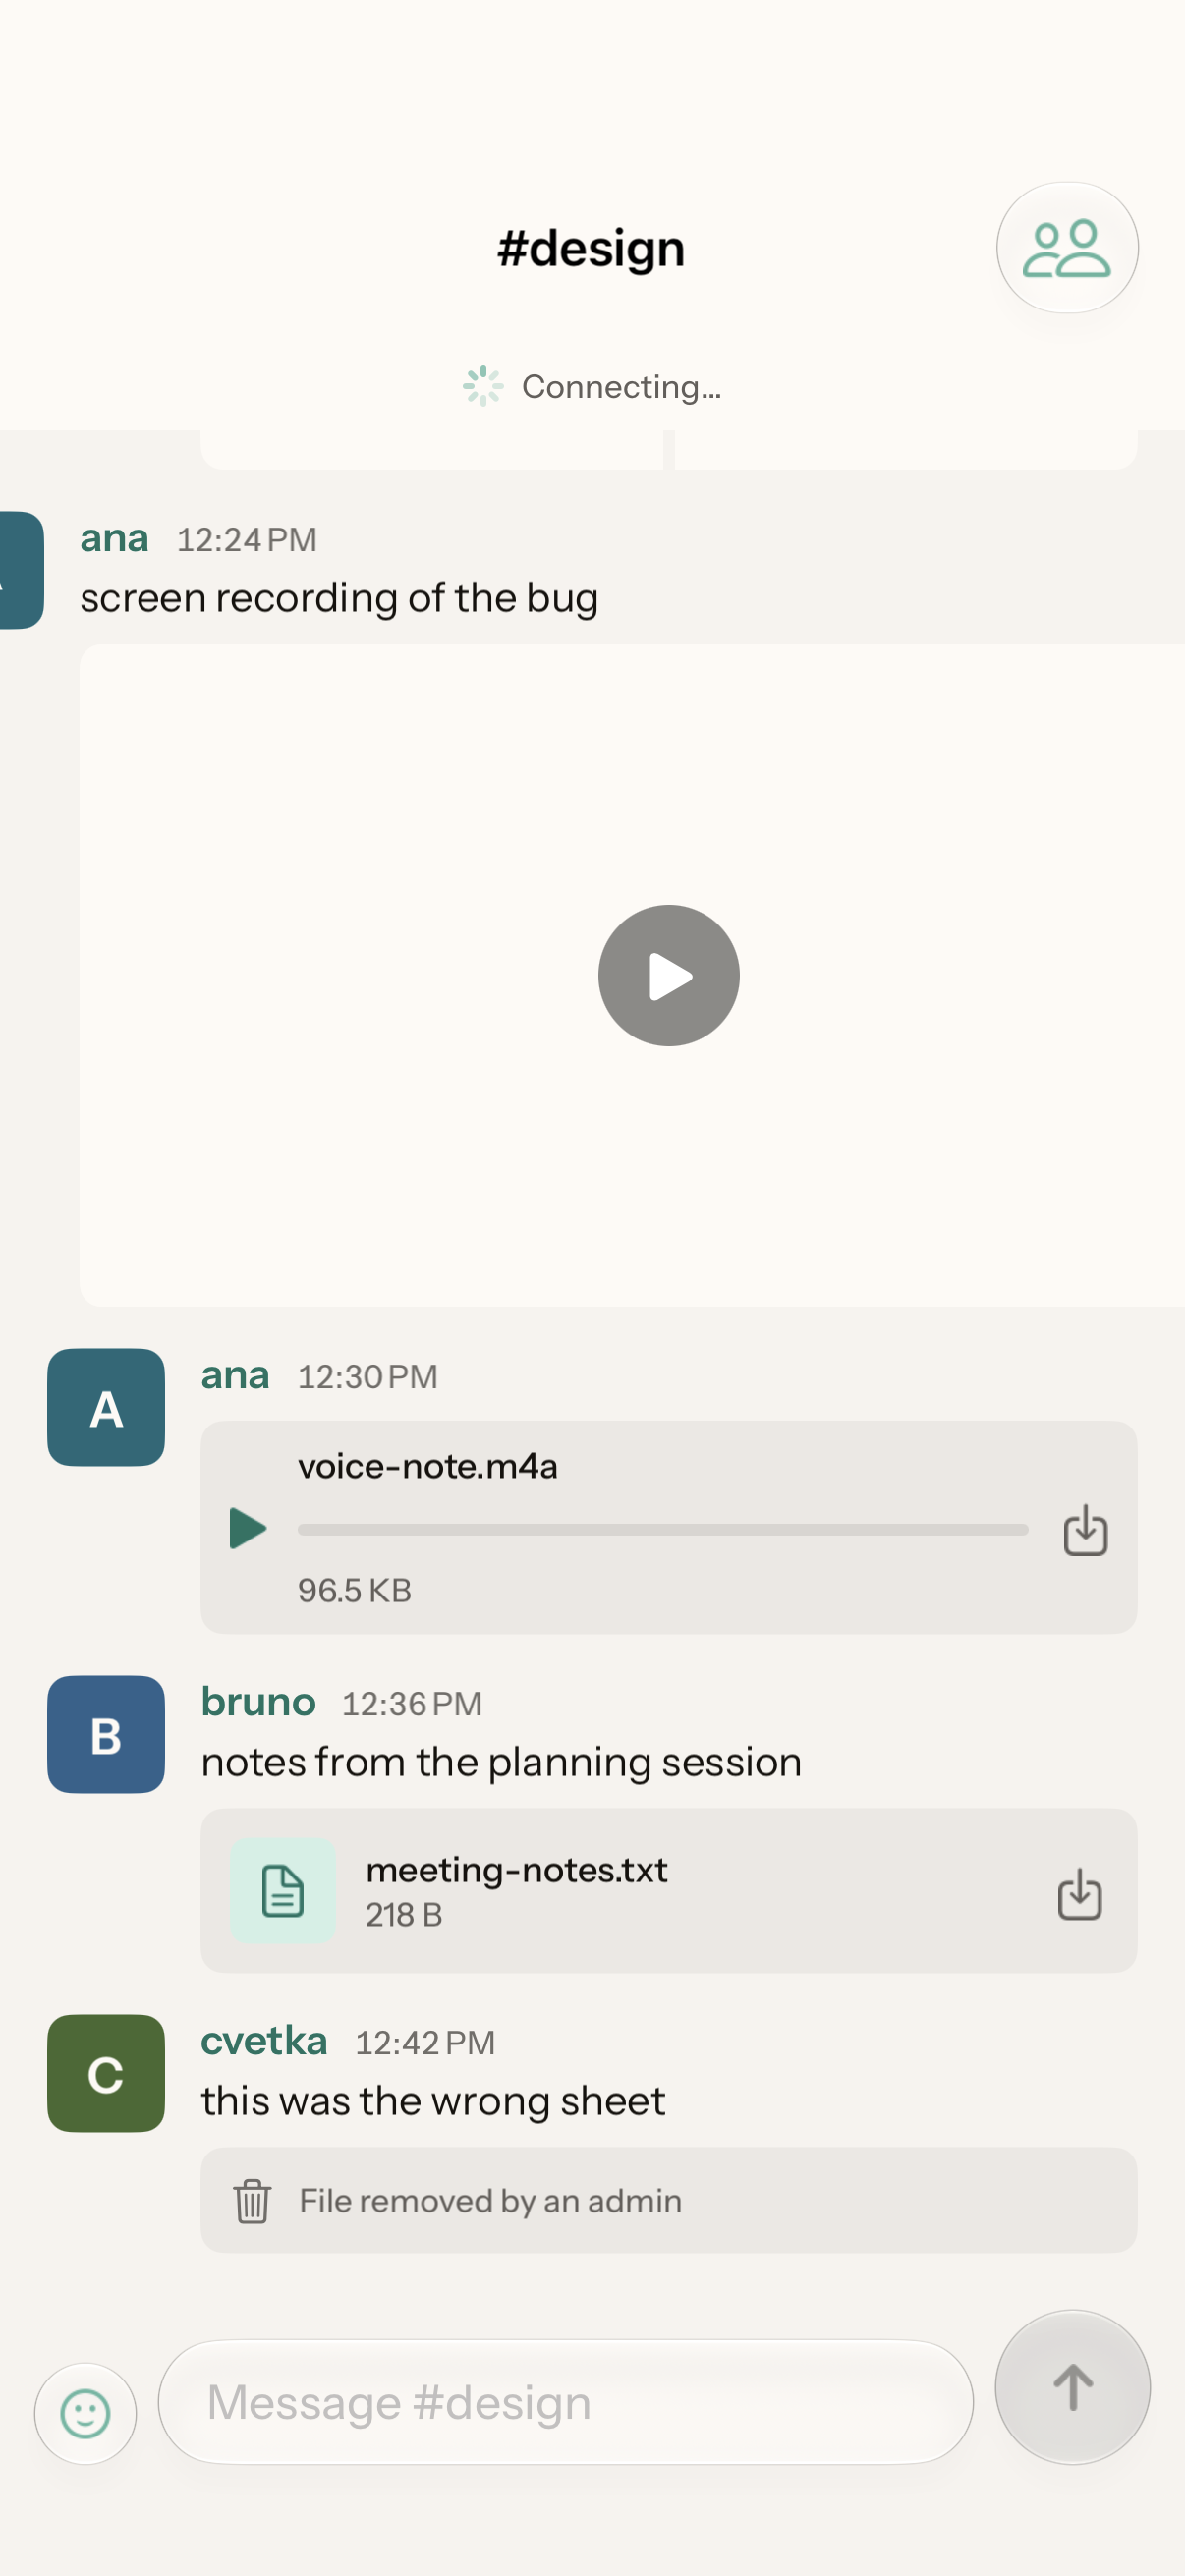 #design
Connecting...
ana 12:24 PM
screen recording of the bug
A
ana 12:30 PM
voice-note.m4a
96.5 KB
B
bruno 12:36 PM
notes from the planning session
meeting-notes.txt
218 B
C
cvetka 12:42 PM
this was the wrong sheet
File removed by an admin
Message #design